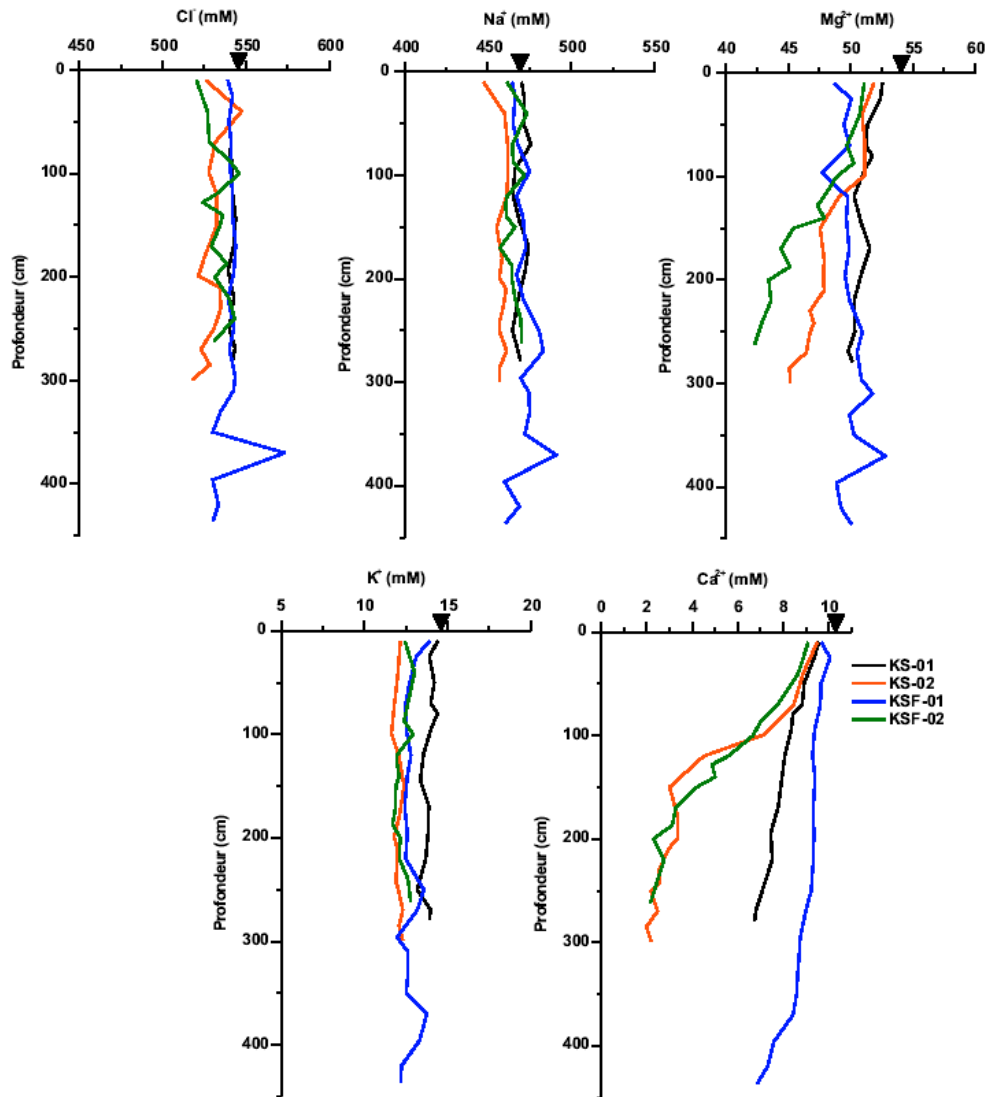 Cl⁻ (mM)
450 500 550 600
0
100
200
300
400
Profondeur (cm)
Na⁺ (mM)
400 450 500 550
0
100
200
300
400
Profondeur (cm)
Mg²⁺ (mM)
40 45 50 55 60
0
100
200
300
400
Profondeur (cm)
K⁺ (mM)
5 10 15 20
0
100
200
300
400
Profondeur (cm)
Ca²⁺ (mM)
0 2 4 6 8 10
0
100
200
300
400
Profondeur (cm)
KS-01
KS-02
KSF-01
KSF-02